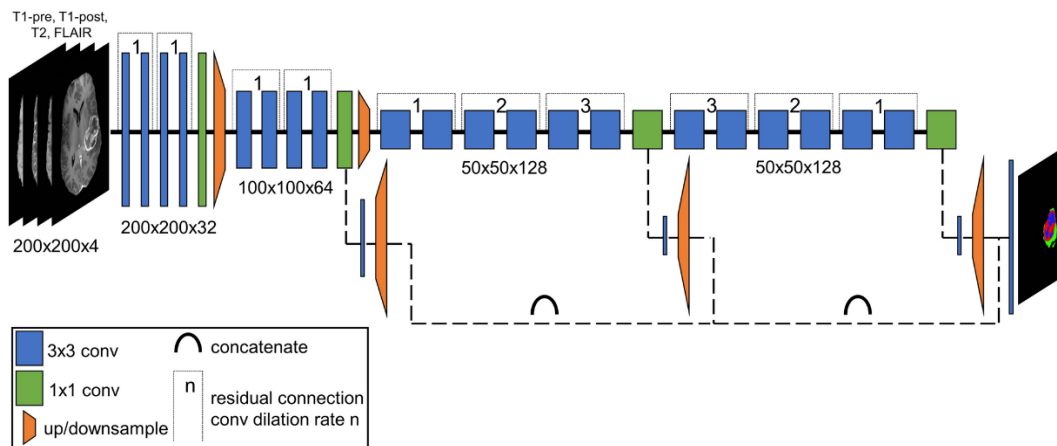 T1-pre, T1-post,
T2, FLAIR
1 1
1 1
1 2 3 3 2 1
200x200x4
200x200x32
100x100x64
50x50x128
50x50x128
3x3 conv
1x1 conv
up/downsample
concatenate
n
residual connection
conv dilation rate n